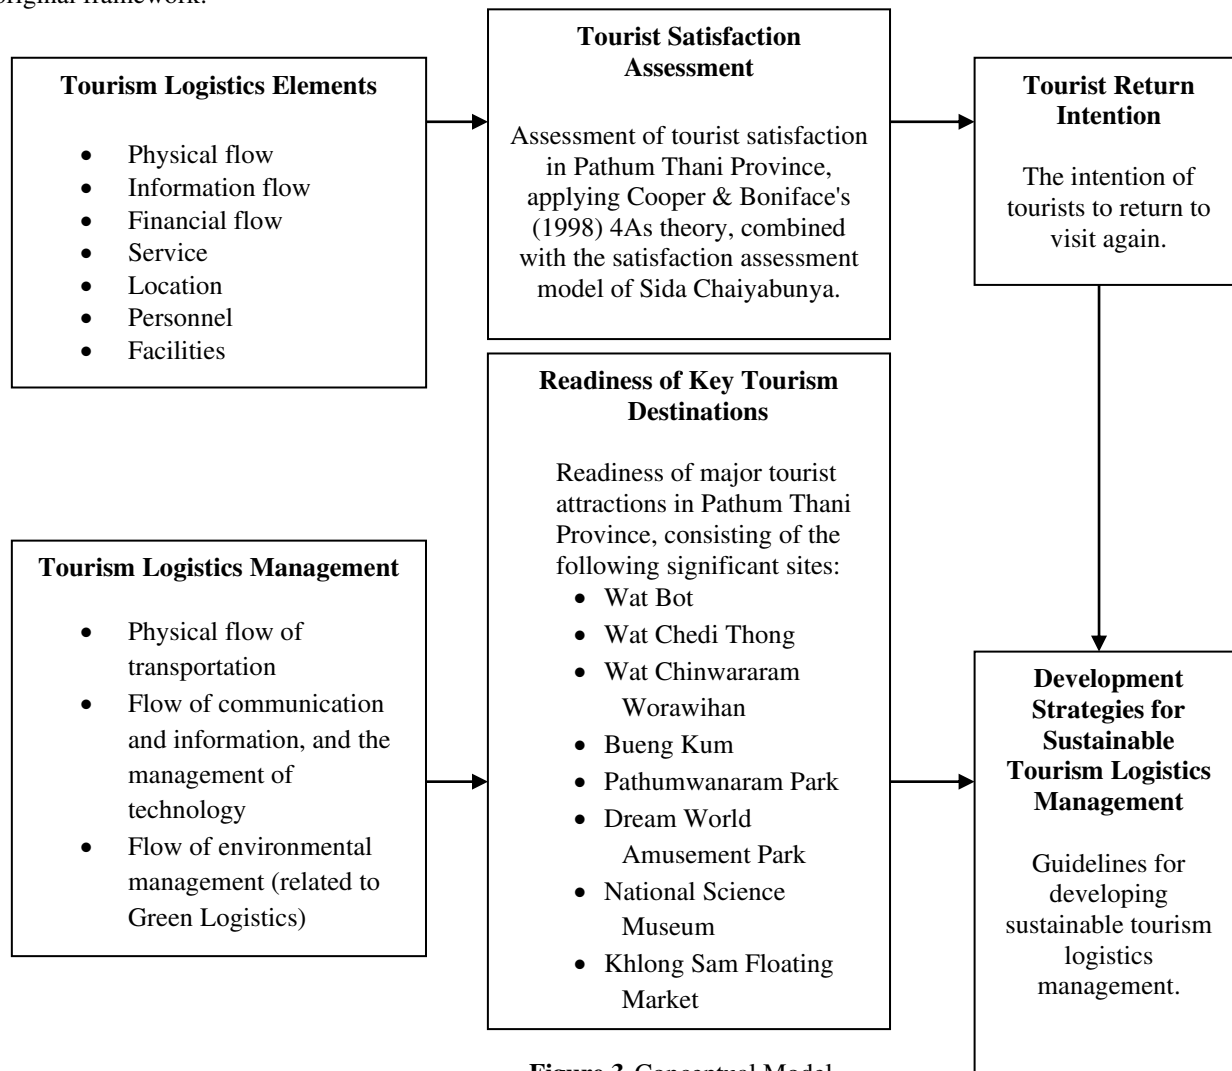 original framework.
Tourism Logistics Elements
• Physical flow
• Information flow
• Financial flow
• Service
• Location
• Personnel
• Facilities
Tourist Satisfaction
Assessment
Assessment of tourist satisfaction
in Pathum Thani Province,
applying Cooper & Boniface's
(1998) 4As theory, combined
with the satisfaction assessment
model of Sida Chaiyabunya.
Tourist Return
Intention
The intention of
tourists to return to
visit again.
Tourism Logistics Management
• Physical flow of
transportation
• Flow of communication
and information, and the
management of
technology
• Flow of environmental
management (related to
Green Logistics)
Readiness of Key Tourism
Destinations
Readiness of major tourist
attractions in Pathum Thani
Province, consisting of the
following significant sites:
• Wat Bot
• Wat Chedi Thong
• Wat Chinwararam
Worawihan
• Bueng Kum
• Pathumwanaram Park
• Dream World
Amusement Park
• National Science
Museum
• Khlong Sam Floating
Market
Development
Strategies for
Sustainable
Tourism Logistics
Management
Guidelines for
developing
sustainable tourism
logistics
management.
Figure 3 Conceptual Model